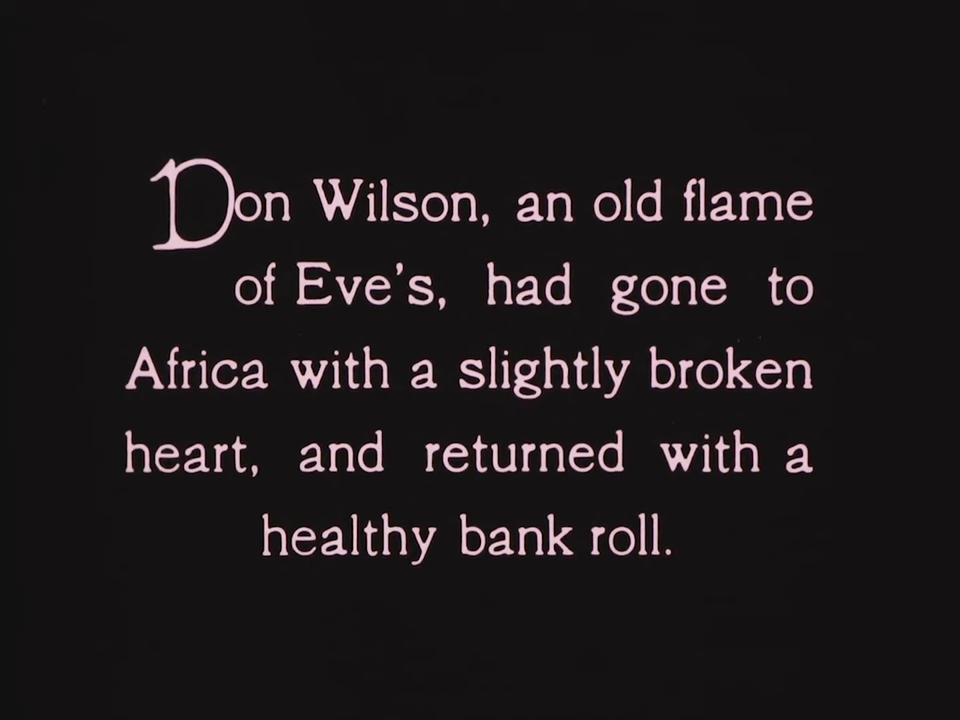 Don Wilson, an old flame
of Eve's, had gone to
Africa with a slightly broken
heart, and returned with a
healthy bank roll.